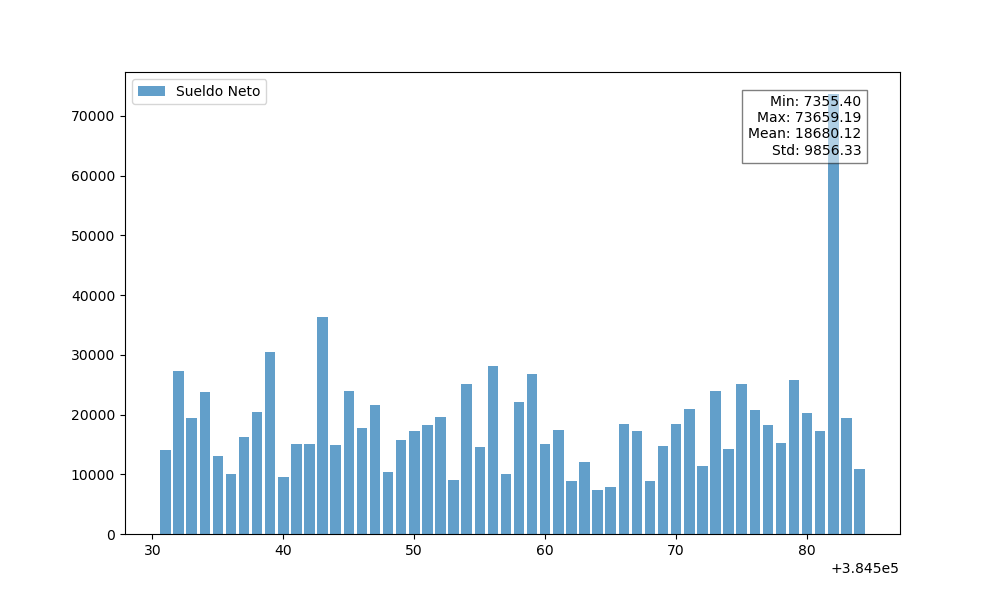 Sueldo Neto
Min: 7355.40
Max: 73659.19
Mean: 18680.12
Std: 9856.33
70000
60000
50000
40000
30000
20000
10000
0
30 40 50 60 70 80
+3.845e5